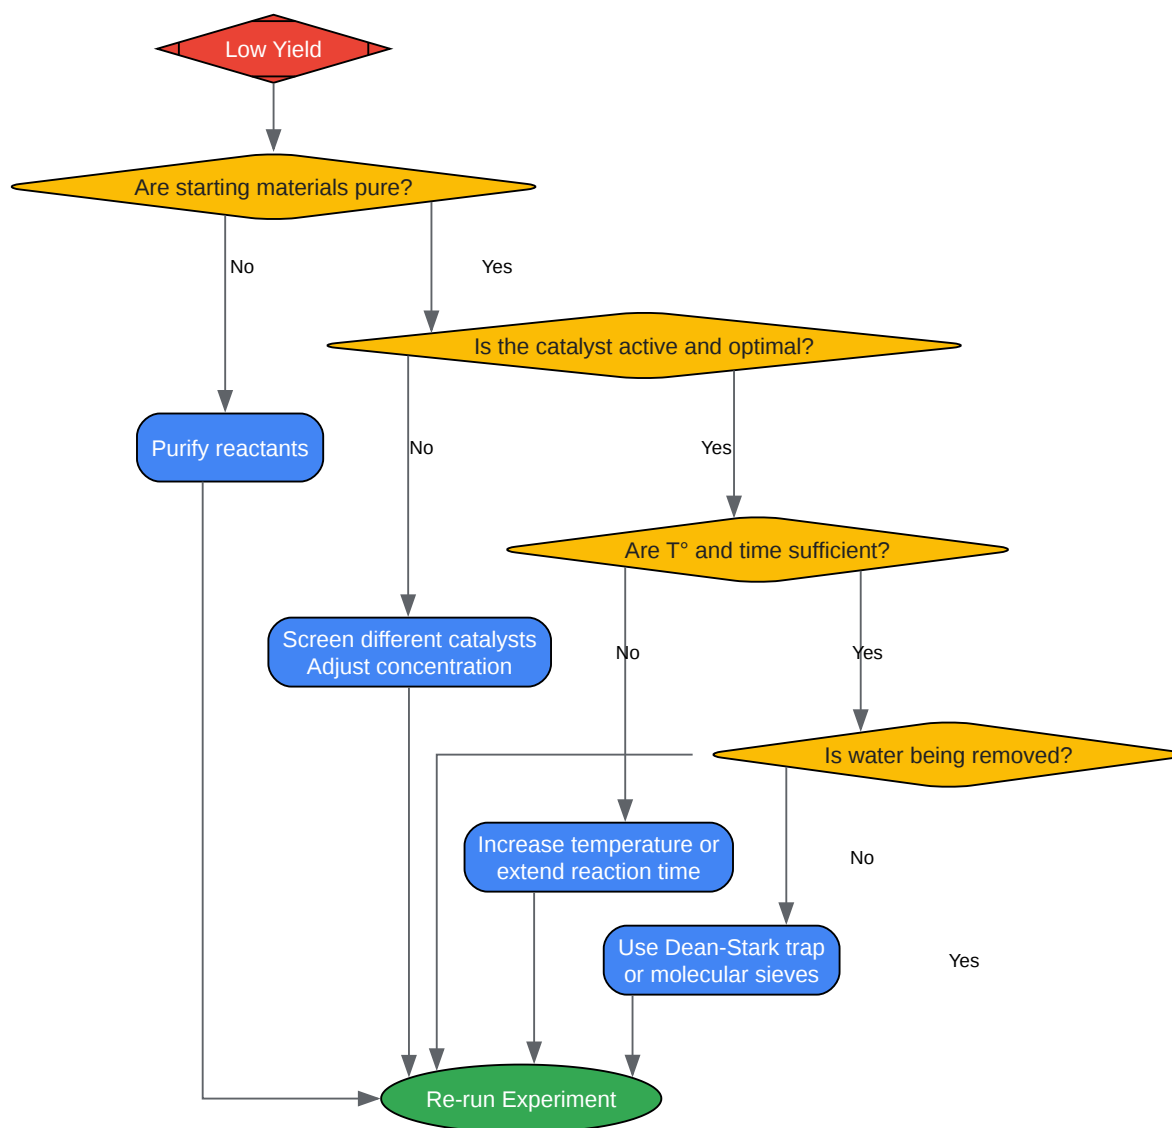 Low Yield
Are starting materials pure?
No
Yes
Is the catalyst active and optimal?
Purify reactants
No
Yes
Are T° and time sufficient?
Screen different catalysts
Adjust concentration
No
Yes
Is water being removed?
Increase temperature or
extend reaction time
No
Use Dean-Stark trap
or molecular sieves
Yes
Re-run Experiment